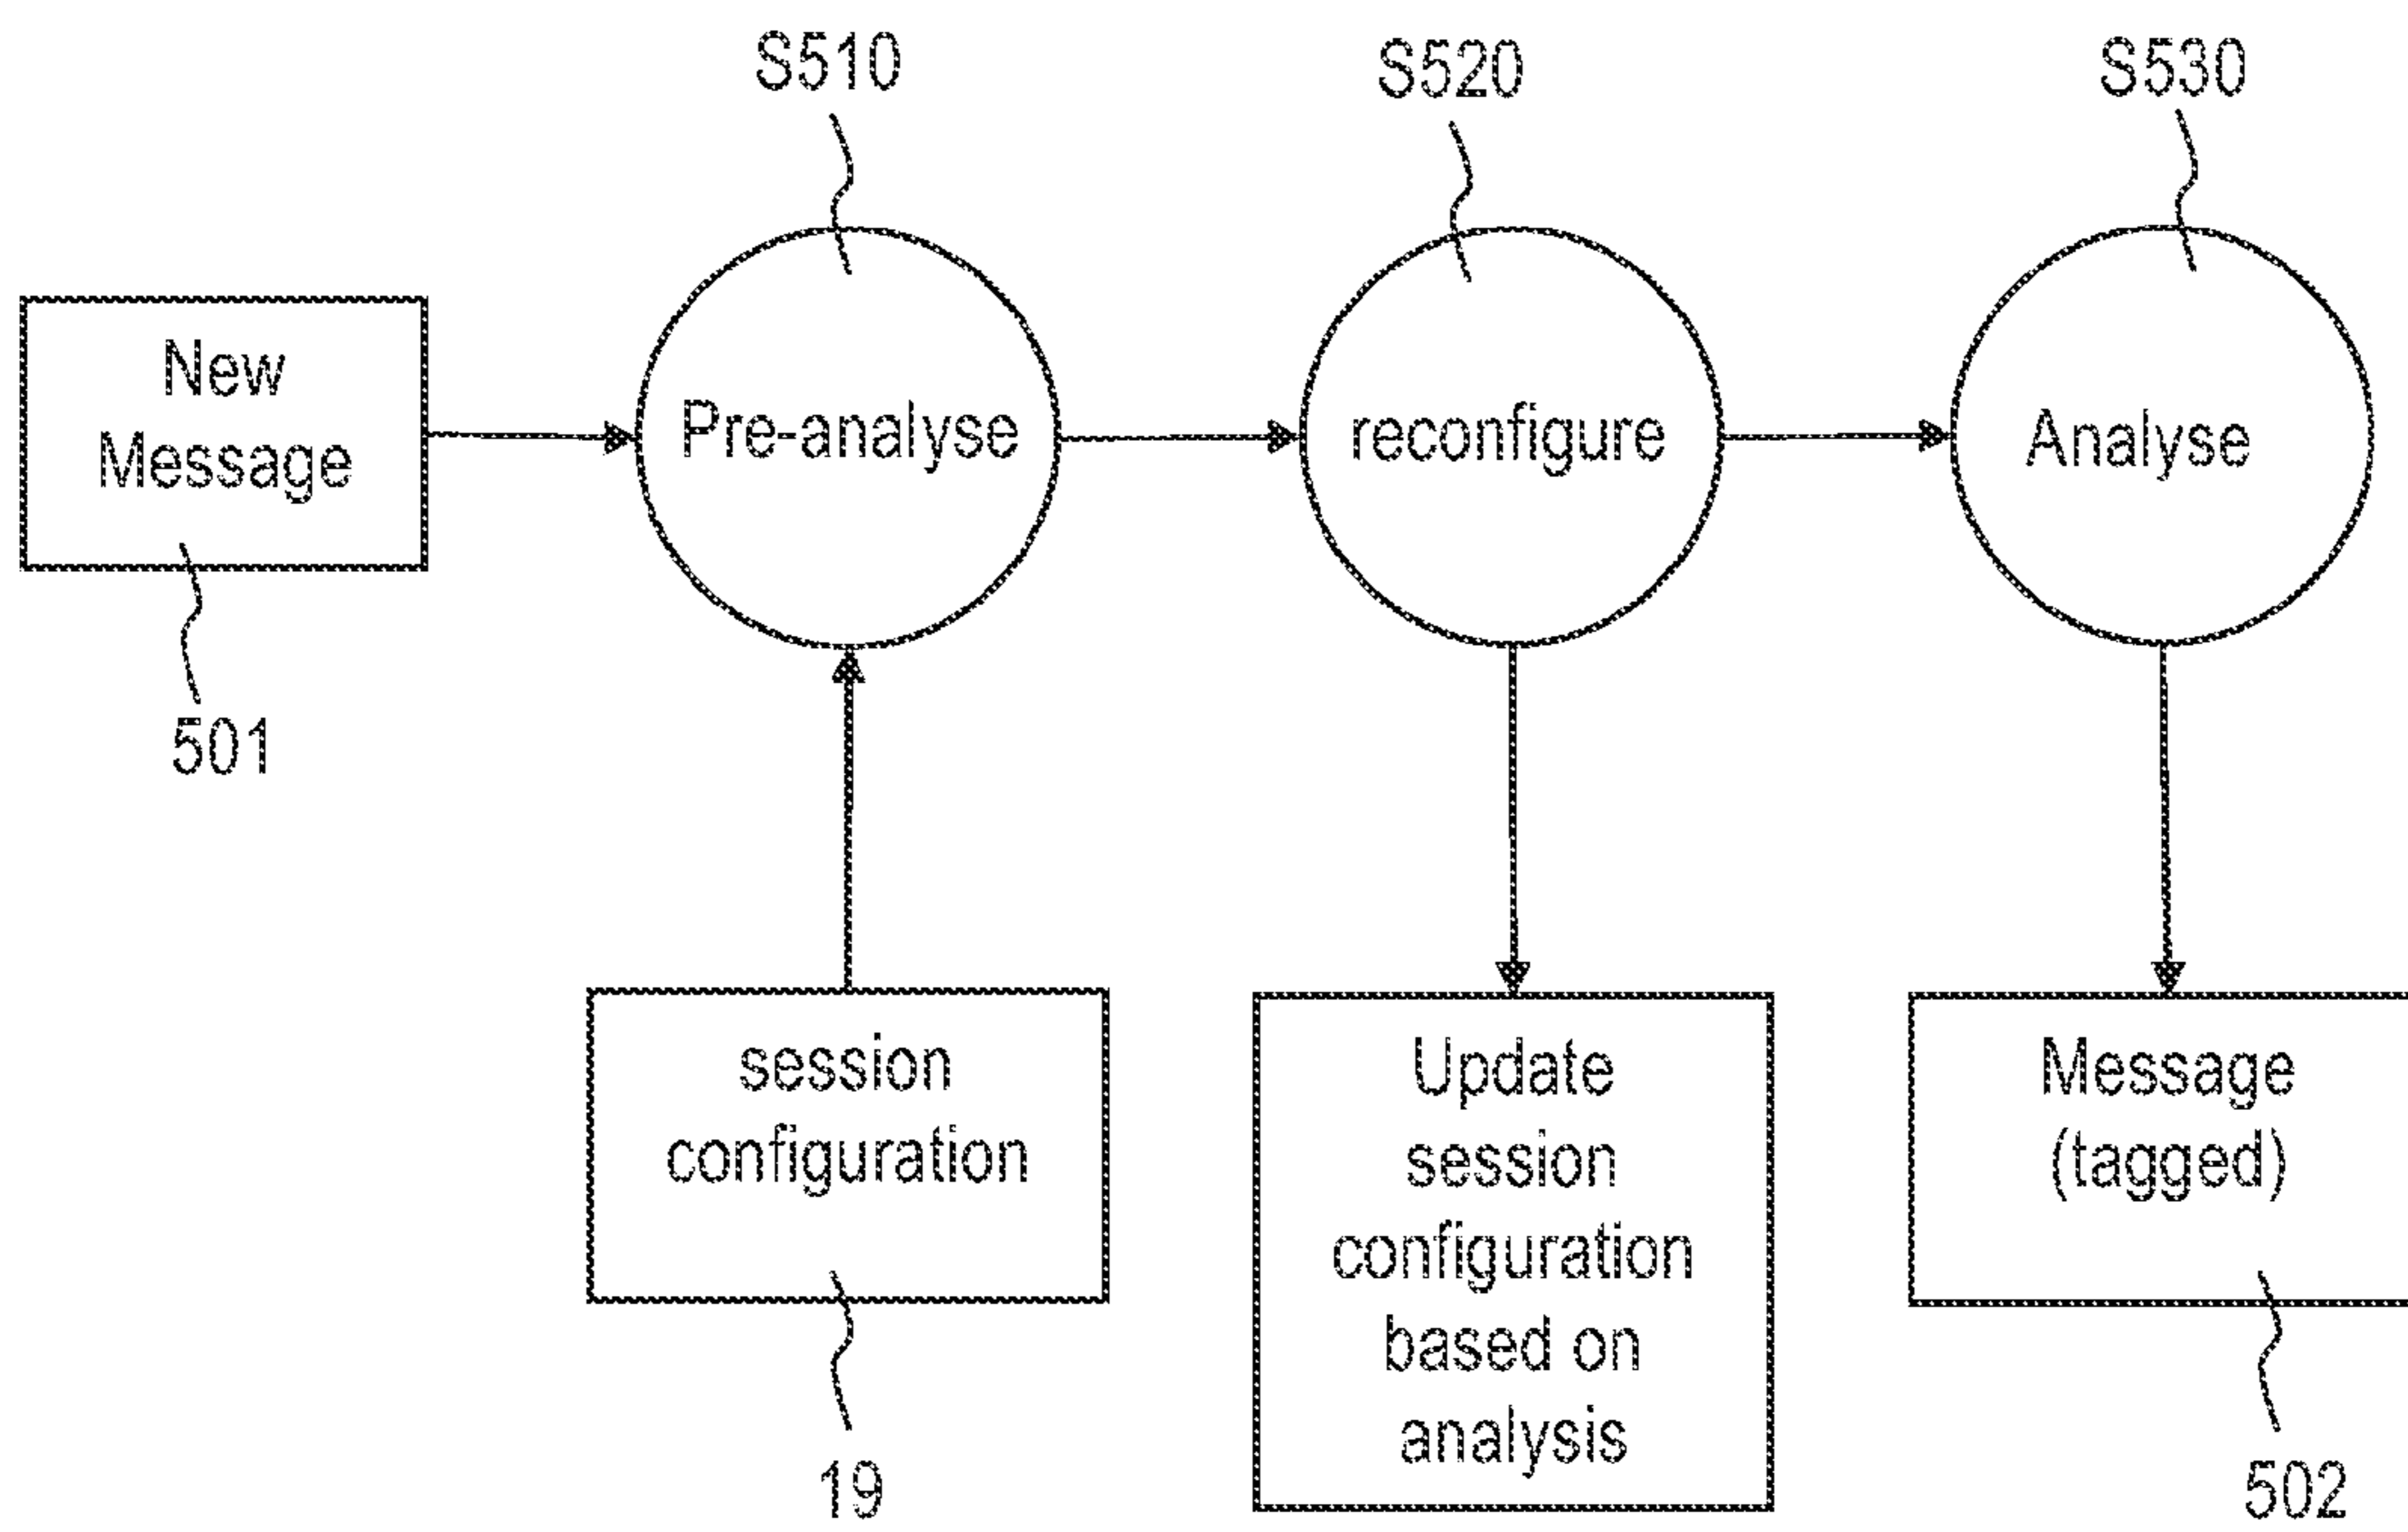 S510
S520
S530
New
Message
Pre-analyse
reconfigure
Analyse
501
session
configuration
Update
session
configuration
based on
analysis
Message
(tagged)
19
502